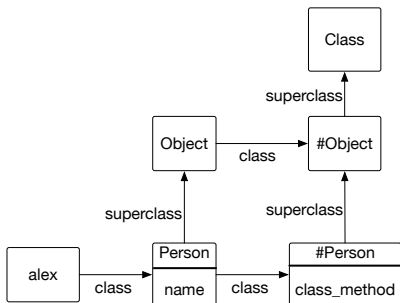 Class
superclass
Object
class
#Object
superclass
superclass
Person
#Person
alex
class
name
class
class_method